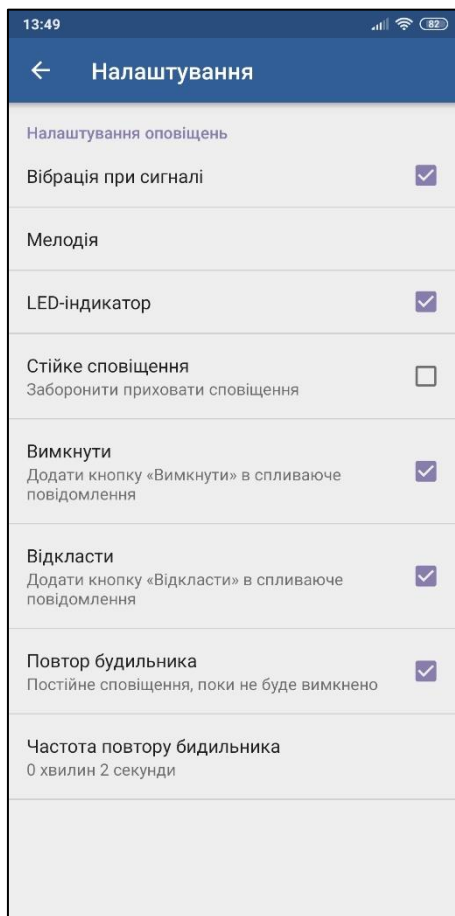 13:49
82
Налаштування
Налаштування оповіщень
Вібрація при сигналі
Мелодія
LED-індикатор
Стійке сповіщення
Заборонити приховати сповіщення
Вимкнути
Додати кнопку «Вимкнути» в спливаюче
повідомлення
Відкласти
Додати кнопку «Відкласти» в спливаюче
повідомлення
Повтор будильника
Постійне сповіщення, поки не буде вимкнено
Частота повтору бидильника
0 хвилин 2 секунди